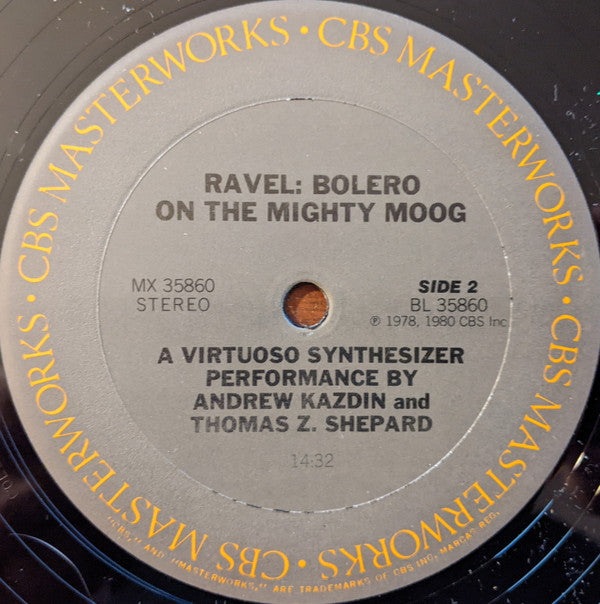 CBS MASTERWORKS • CBS MASTERWORKS • CBS MASTERWORKS • CBS MASTERWORKS • CBS MASTERWORKS •
RAVEL: BOLERO
ON THE MIGHTY MOOG
MX 35860
STEREO
SIDE 2
BL 35860
℗ 1978, 1980 CBS Inc
A VIRTUOSO SYNTHESIZER
PERFORMANCE BY
ANDREW KAZDIN and
THOMAS Z. SHEPARD
14:32
"CBS," AND "MASTERWORKS," ARE TRADEMARKS OF CBS INC. MARCAS REG.